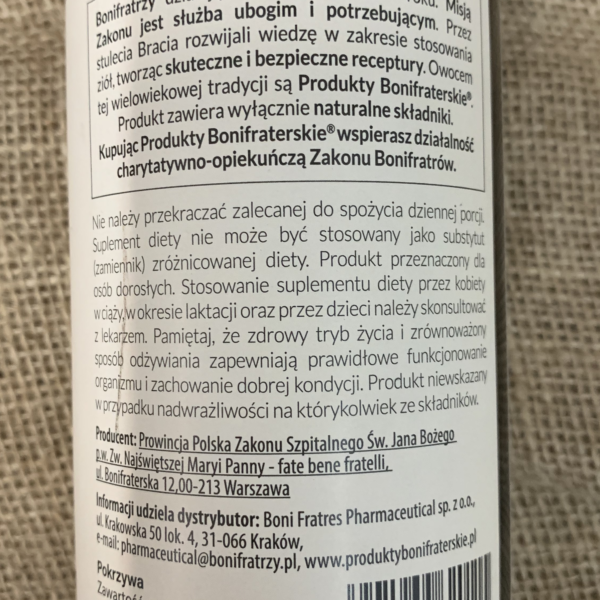 Bonifratrzy Misją
Zakonu jest służba ubogim i potrzebującym. Przez
stulecia Bracia rozwijali wiedzę w zakresie stosowania
ziół, tworząc skuteczne i bezpieczne receptury. Owocem
tej wielowiekowej tradycji są Produkty Bonifraterskie®.
Produkt zawiera wyłącznie naturalne składniki.
Kupując Produkty Bonifraterskie® wspierasz działalność
charytatywno-opiekuńczą Zakonu Bonifratrów.
Nie należy przekraczać zalecanej do spożycia dziennej porcji.
Suplement diety nie może być stosowany jako substytut
(zamiennik) zróżnicowanej diety. Produkt przeznaczony dla
osób dorosłych. Stosowanie suplementu diety przez kobiety
w ciąży, w okresie laktacji oraz przez dzieci należy skonsultować
z lekarzem. Pamiętaj, że zdrowy tryb życia i zrównoważony
sposób odżywiania zapewniają prawidłowe funkcjonowanie
organizmu i zachowanie dobrej kondycji. Produkt niewskazany
w przypadku nadwrażliwości na którykolwiek ze składników.
Producent: Prowincja Polska Zakonu Szpitalnego Św. Jana Bożego
p.w. Zw. Najświętszej Maryi Panny - fate bene fratelli,
ul. Bonifraterska 12, 00-213 Warszawa
Informacji udziela dystrybutor: Boni Fratres Pharmaceutical sp. z o.o.,
ul. Krakowska 50 lok. 4, 31-066 Kraków,
e-mail: pharmaceutical@bonifratrzy.pl, www.produktybonifraterskie.pl
Pokrzywa